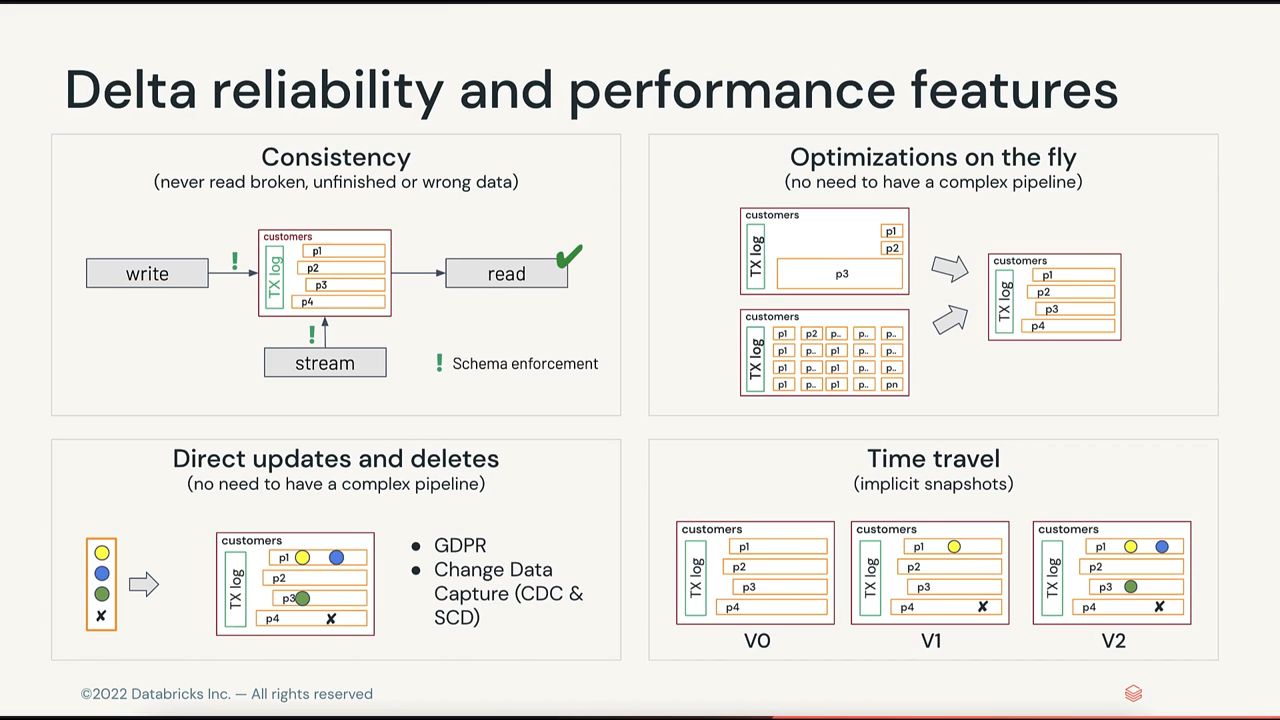 Delta reliability and performance features
Consistency
(never read broken, unfinished or wrong data)
write
!
customers
TX log
p1
p2
p3
p4
read
!
stream
! Schema enforcement
Optimizations on the fly
(no need to have a complex pipeline)
customers
TX log
p1
p2
p3
customers
TX log
p1 p2 p.. p.. p..
p1 p.. p1 p.. p..
p1 p.. p1 p.. p..
p1 p.. p1 p.. pn
customers
TX log
p1
p2
p3
p4
Direct updates and deletes
(no need to have a complex pipeline)
customers
TX log
p1
p2
p3
p4
● GDPR
● Change Data
Capture (CDC &
SCD)
Time travel
(implicit snapshots)
customers
TX log
p1
p2
p3
p4
V0
customers
TX log
p1
p2
p3
p4
V1
customers
TX log
p1
p2
p3
p4
V2
©2022 Databricks Inc. — All rights reserved